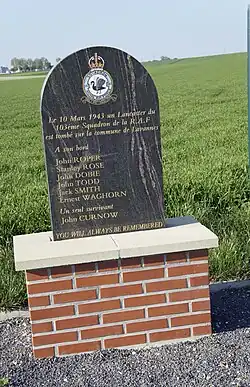 Le 10 Mars 1943 un Lancaster du
103ème Squadron de la R.A.F
est tombé sur la commune de
A son bord
John ROPER
Stanley ROSE
John DOBIE
John TODD
Jack SMITH
Ernest WAGHORN
Un seul survivant
John CURNOW
YOU WILL ALWAYS BE REMEMBERED